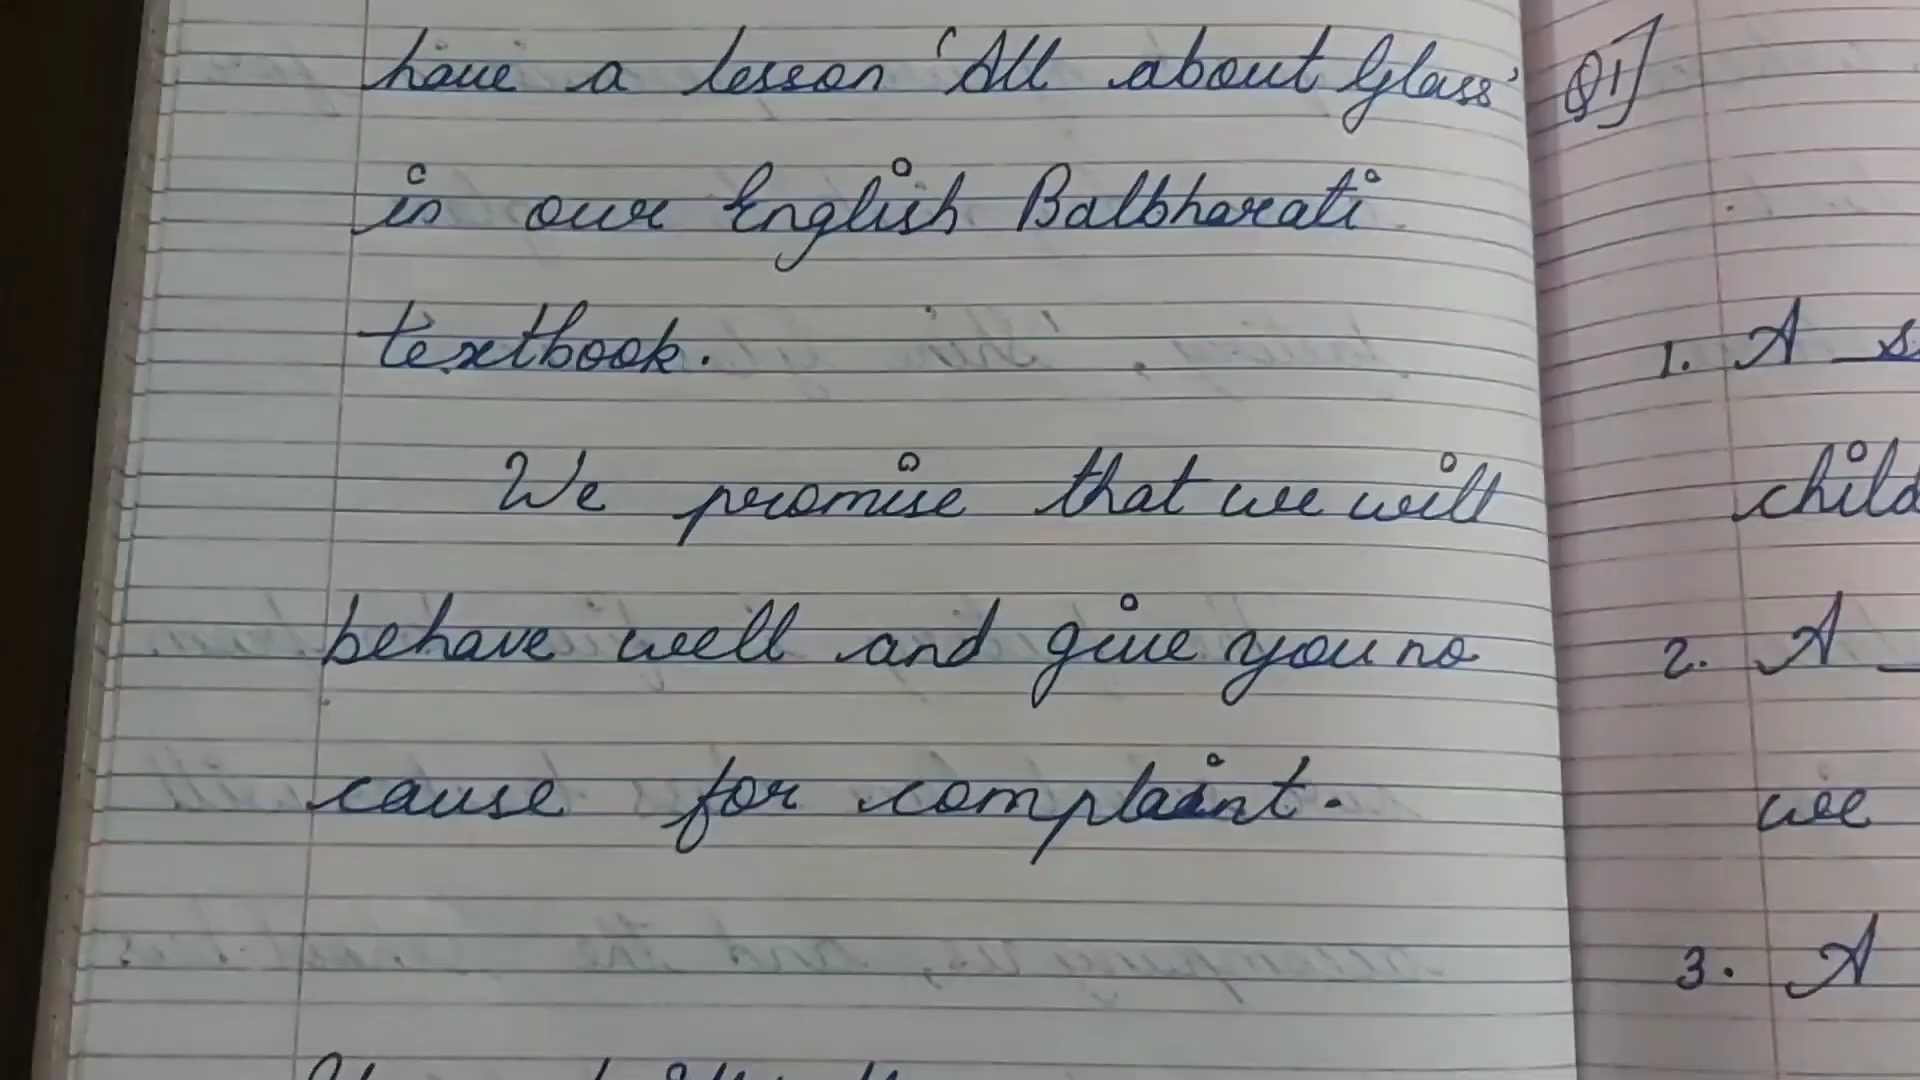 have a lesson 'All about Glass'
in our English Balbharati
textbook.
We promise that we will
behave well and give you no
cause for complaint.
Q1]
1. A
child
2. A
we
3. A